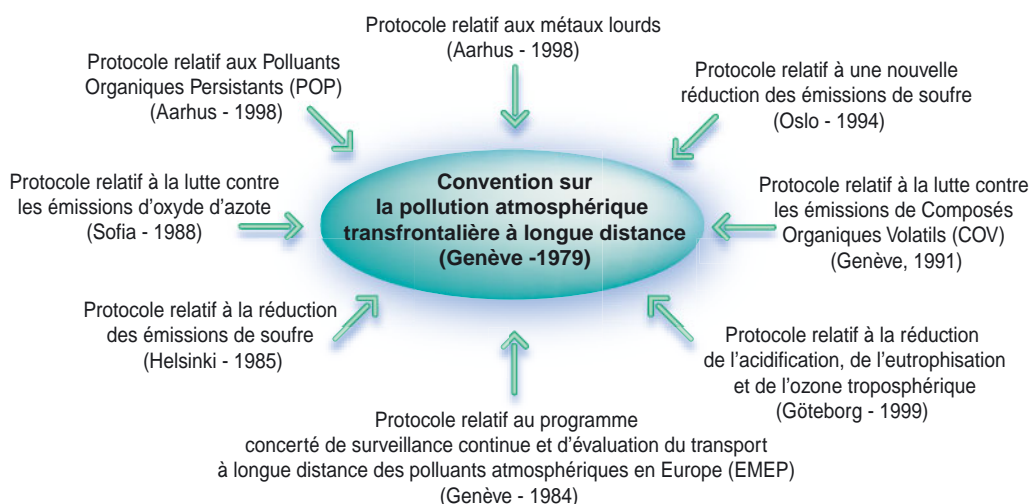 Protocole relatif aux métaux lourds
(Aarhus - 1998)
Protocole relatif aux Polluants
Organiques Persistants (POP)
(Aarhus - 1998)
Protocole relatif à une nouvelle
réduction des émissions de soufre
(Oslo - 1994)
Protocole relatif à la lutte contre
les émissions d'oxyde d'azote
(Sofia - 1988)
Convention sur
la pollution atmosphérique
transfrontalière à longue distance
(Genève -1979)
Protocole relatif à la lutte contre
les émissions de Composés
Organiques Volatils (COV)
(Genève, 1991)
Protocole relatif à la réduction
des émissions de soufre
(Helsinki - 1985)
Protocole relatif à la réduction
de l'acidification, de l'eutrophisation
et de l'ozone troposphérique
(Göteborg - 1999)
Protocole relatif au programme
concerté de surveillance continue et d'évaluation du transport
à longue distance des polluants atmosphériques en Europe (EMEP)
(Genève - 1984)